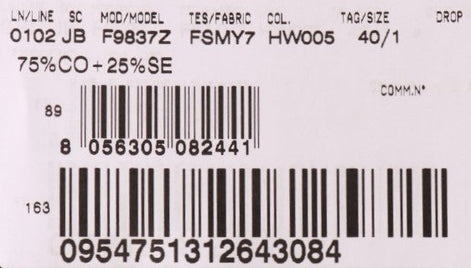 LN/LINE SC MOD/MODEL TES/FABRIC COL. TAG/SIZE DROP
0102 JB F9837Z FSMY7 HW005 40/1
75%CO+25%SE
COMM.N°
89
8 056305 082441
163
0954751312643084